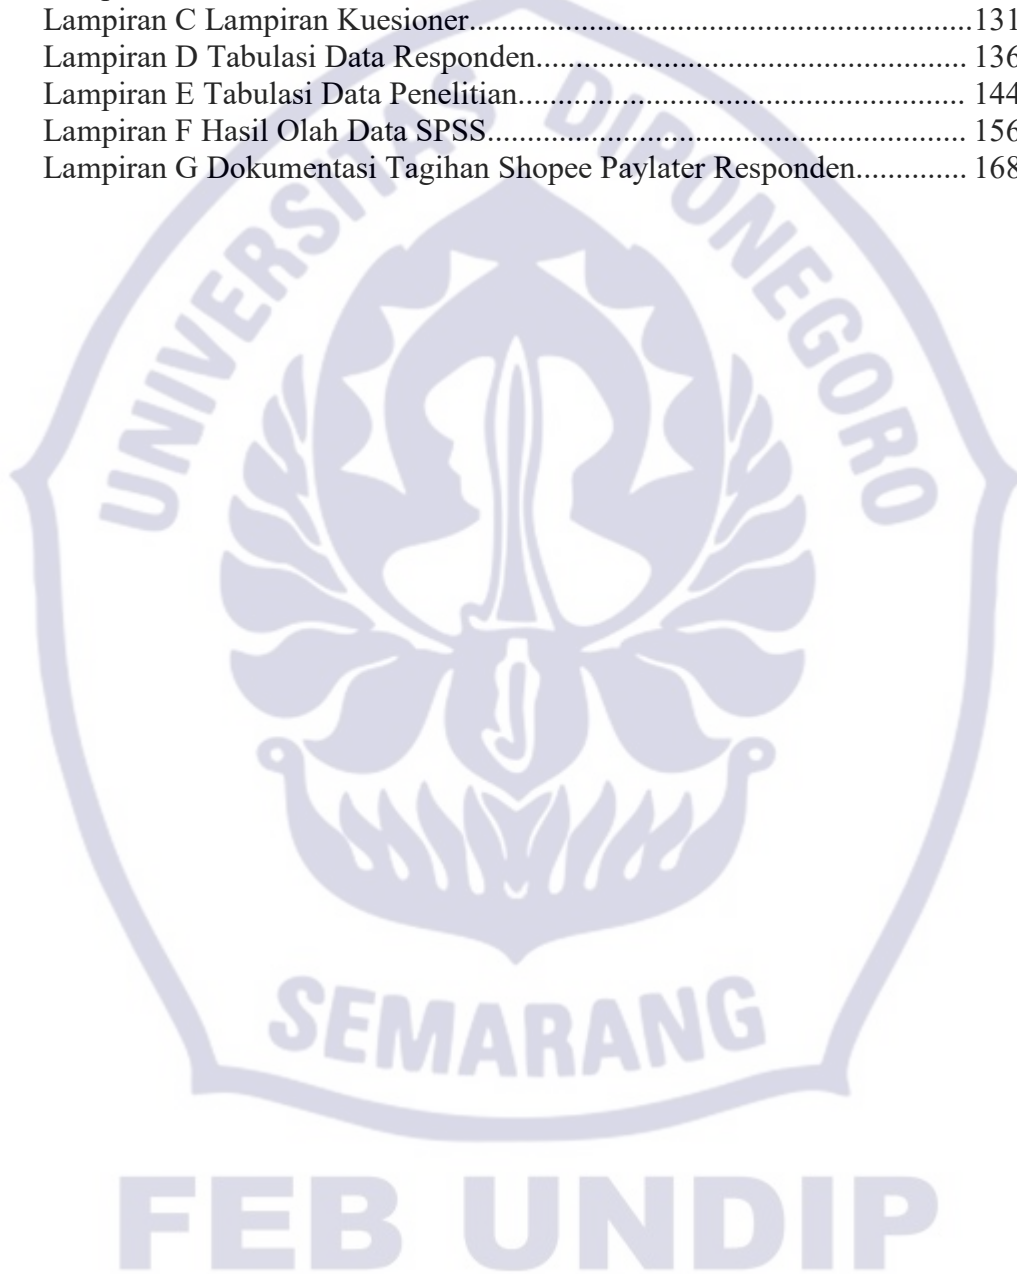 Lampiran C Lampiran Kuesioner.......................................................................131
Lampiran D Tabulasi Data Responden............................................................. 136
Lampiran E Tabulasi Data Penelitian............................................................... 144
Lampiran F Hasil Olah Data SPSS.................................................................... 156
Lampiran G Dokumentasi Tagihan Shopee Paylater Responden.............. 168
UNIVERSITAS DIPONEGORO
SEMARANG
FEB UNDIP